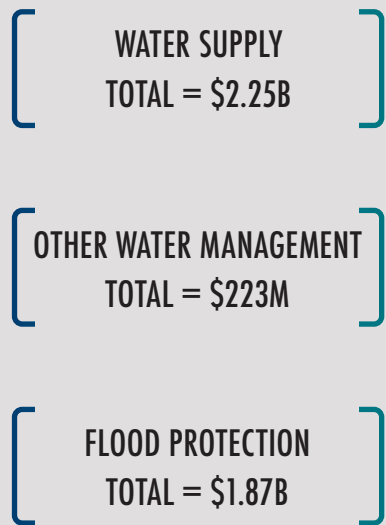 WATER SUPPLY
TOTAL = $2.25B
OTHER WATER MANAGEMENT
TOTAL = $223M
FLOOD PROTECTION
TOTAL = $1.87B